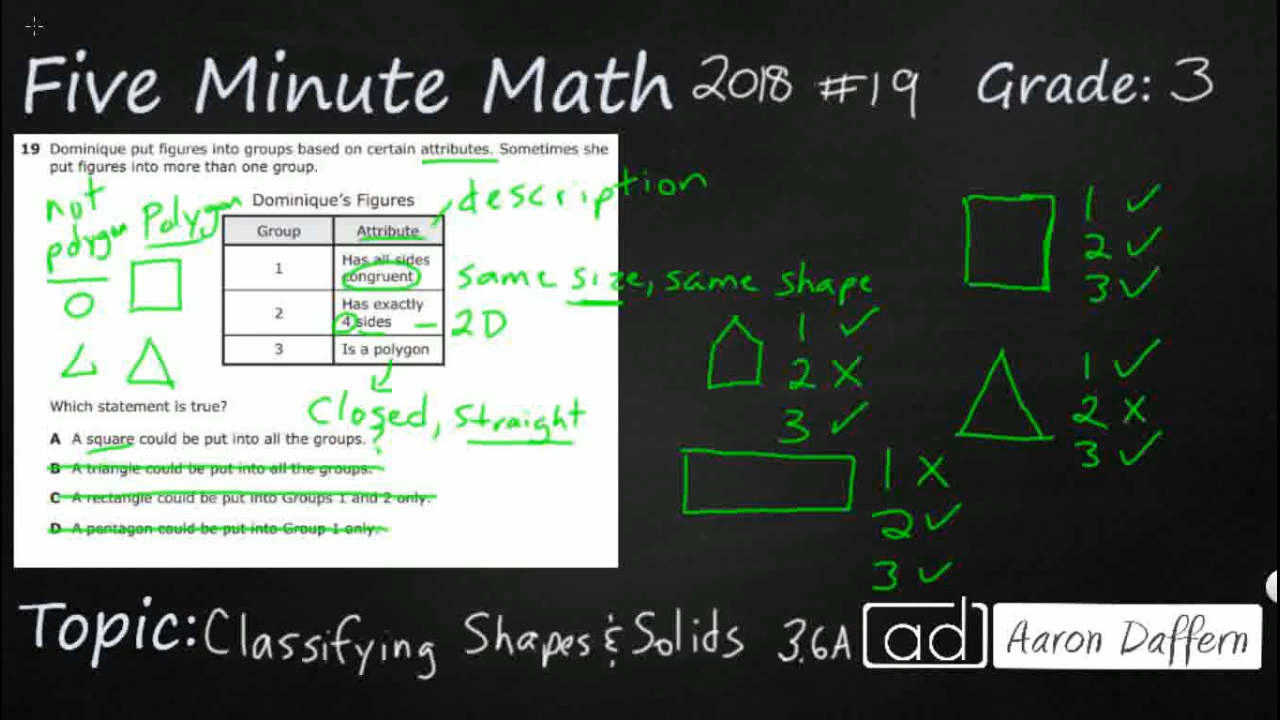 Five Minute Math 2018 #19 Grade: 3
19 Dominique put figures into groups based on certain attributes. Sometimes she
put figures into more than one group.
not
polygon
Polygon
Dominique's Figures
description
Group Attribute
1 Has all sides
congruent
same size, same shape
2 Has exactly
4 sides – 2D
3 Is a polygon
Closed, straight
Which statement is true?
A A square could be put into all the groups.
B A triangle could be put into all the groups.
C A rectangle could be put into Groups 1 and 2 only.
D A pentagon could be put into Group 1 only.
1 ✓
2 ✓
3 ✓
1 ✓
2 X
3 ✓
1 ✓
2 X
3 ✓
1 X
2 ✓
3 ✓
Topic: Classifying Shapes & Solids 3.6A ad Aaron Daffern